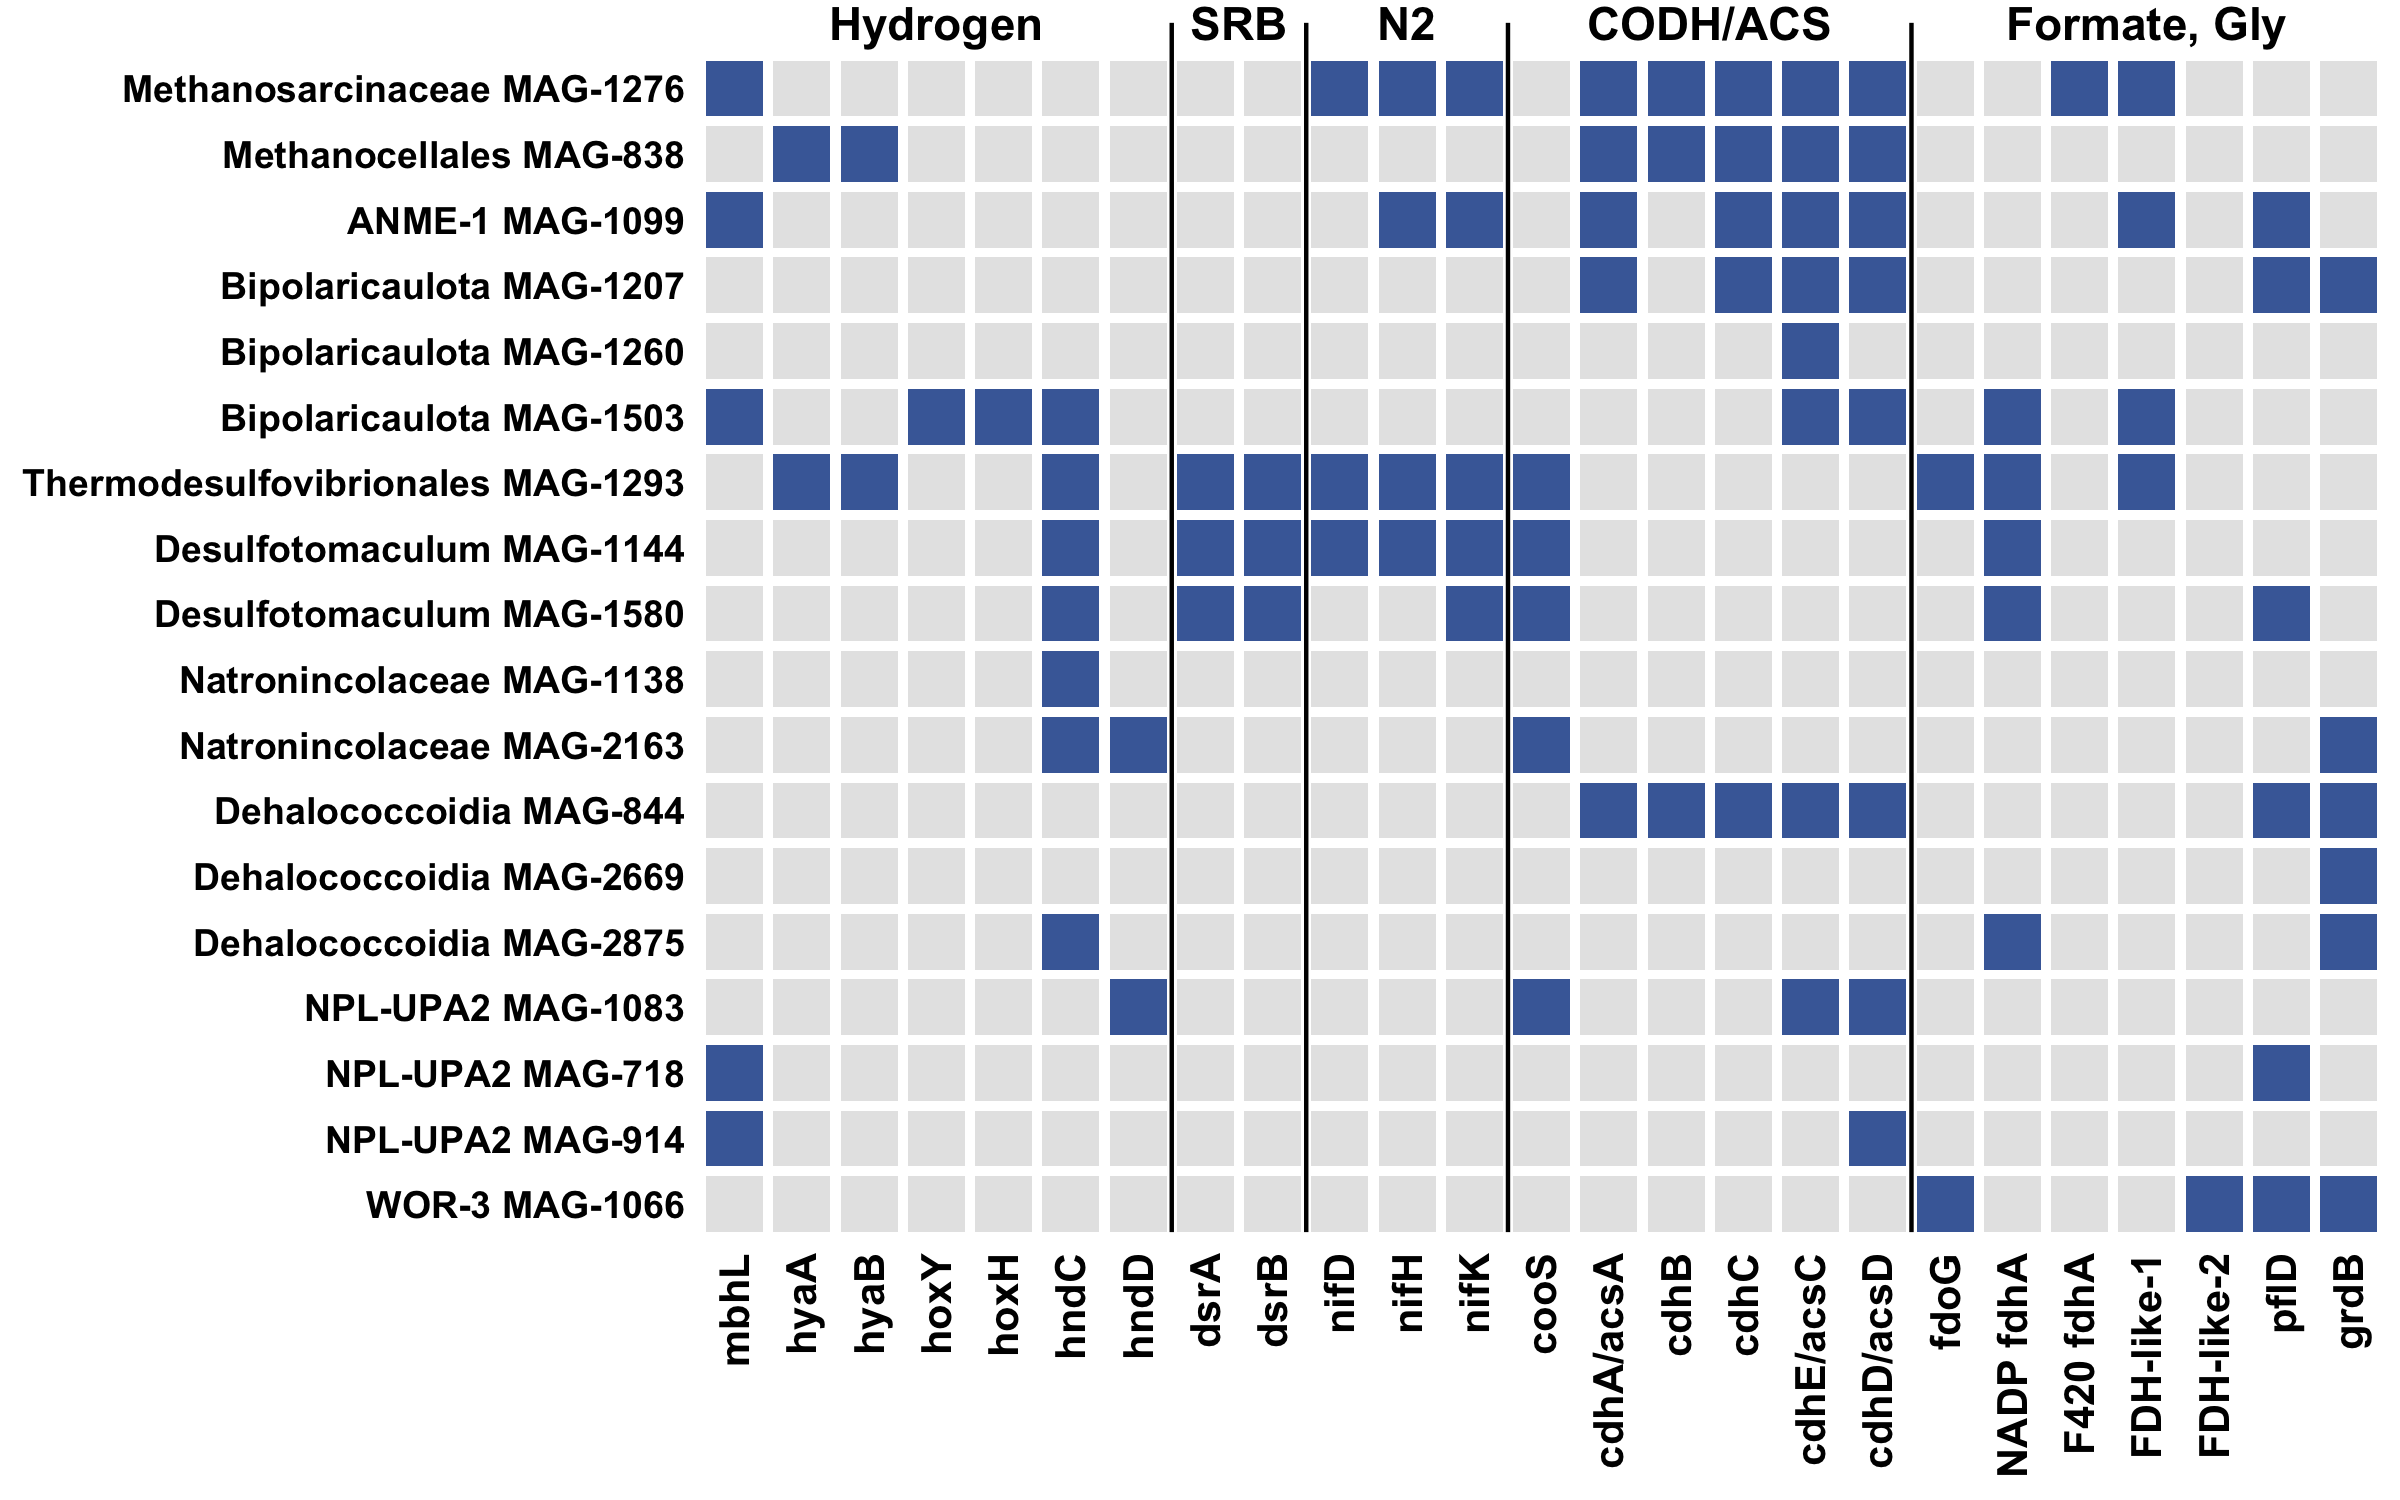 Hydrogen SRB N2 CODH/ACS Formate, Gly
Methanosarcinaceae MAG-1276
Methanocellales MAG-838
ANME-1 MAG-1099
Bipolaricaulota MAG-1207
Bipolaricaulota MAG-1260
Bipolaricaulota MAG-1503
Thermodesulfovibrionales MAG-1293
Desulfotomaculum MAG-1144
Desulfotomaculum MAG-1580
Natronincolaceae MAG-1138
Natronincolaceae MAG-2163
Dehalococcoidia MAG-844
Dehalococcoidia MAG-2669
Dehalococcoidia MAG-2875
NPL-UPA2 MAG-1083
NPL-UPA2 MAG-718
NPL-UPA2 MAG-914
WOR-3 MAG-1066
mbhL
hyaA
hyaB
hoxY
hoxH
hndC
hndD
dsrA
dsrB
nifD
nifH
nifK
cooS
cdhA/acsA
cdhB
cdhC
cdhE/acsC
cdhD/acsD
fdoG
NADP fdhA
F420 fdhA
FDH-like-1
FDH-like-2
pflD
grdB